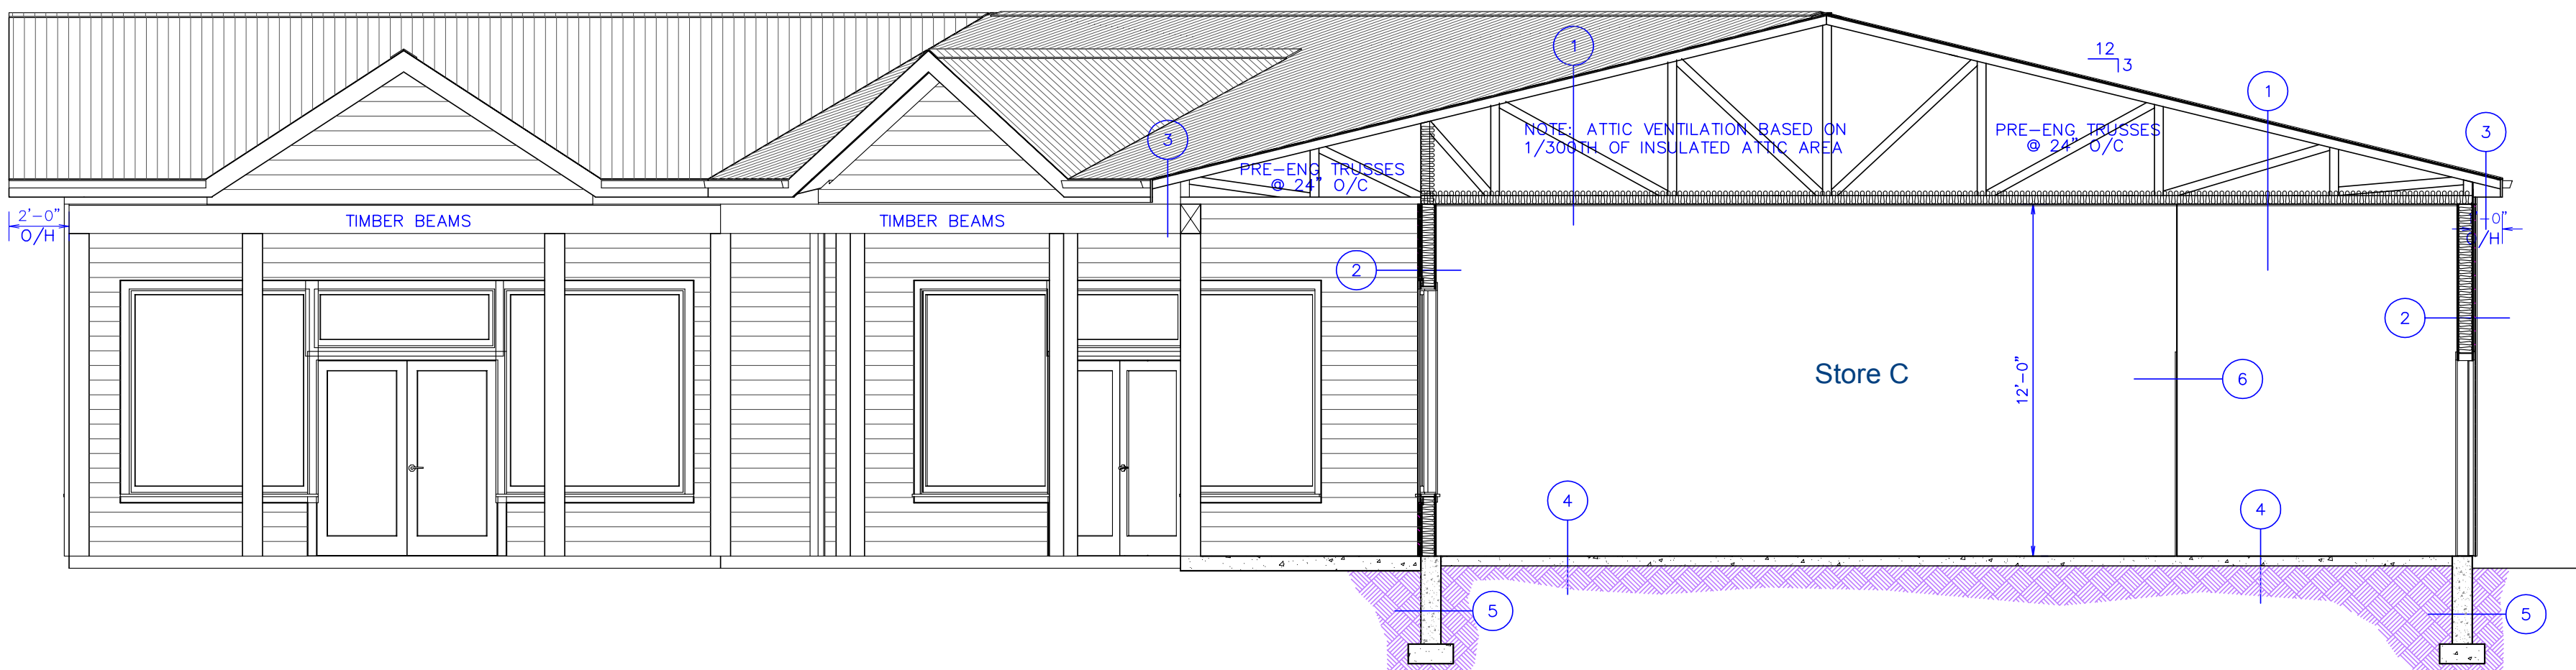 12
3
1
1
3
3
NOTE: ATTIC VENTILATION BASED ON
1/300TH OF INSULATED ATTIC AREA
PRE-ENG TRUSSES
@ 24" O/C
PRE-ENG TRUSSES
@ 24" O/C
2'-0"
O/H
TIMBER BEAMS
TIMBER BEAMS
-0"
O/H
2
2
Store C
12'-0"
6
4
4
5
5